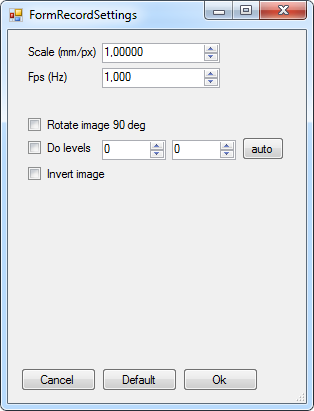 FormRecordSettings
Scale (mm/px) 1,00000
Fps (Hz) 1,000
Rotate image 90 deg
Do levels 0 0 auto
Invert image
Cancel Default Ok